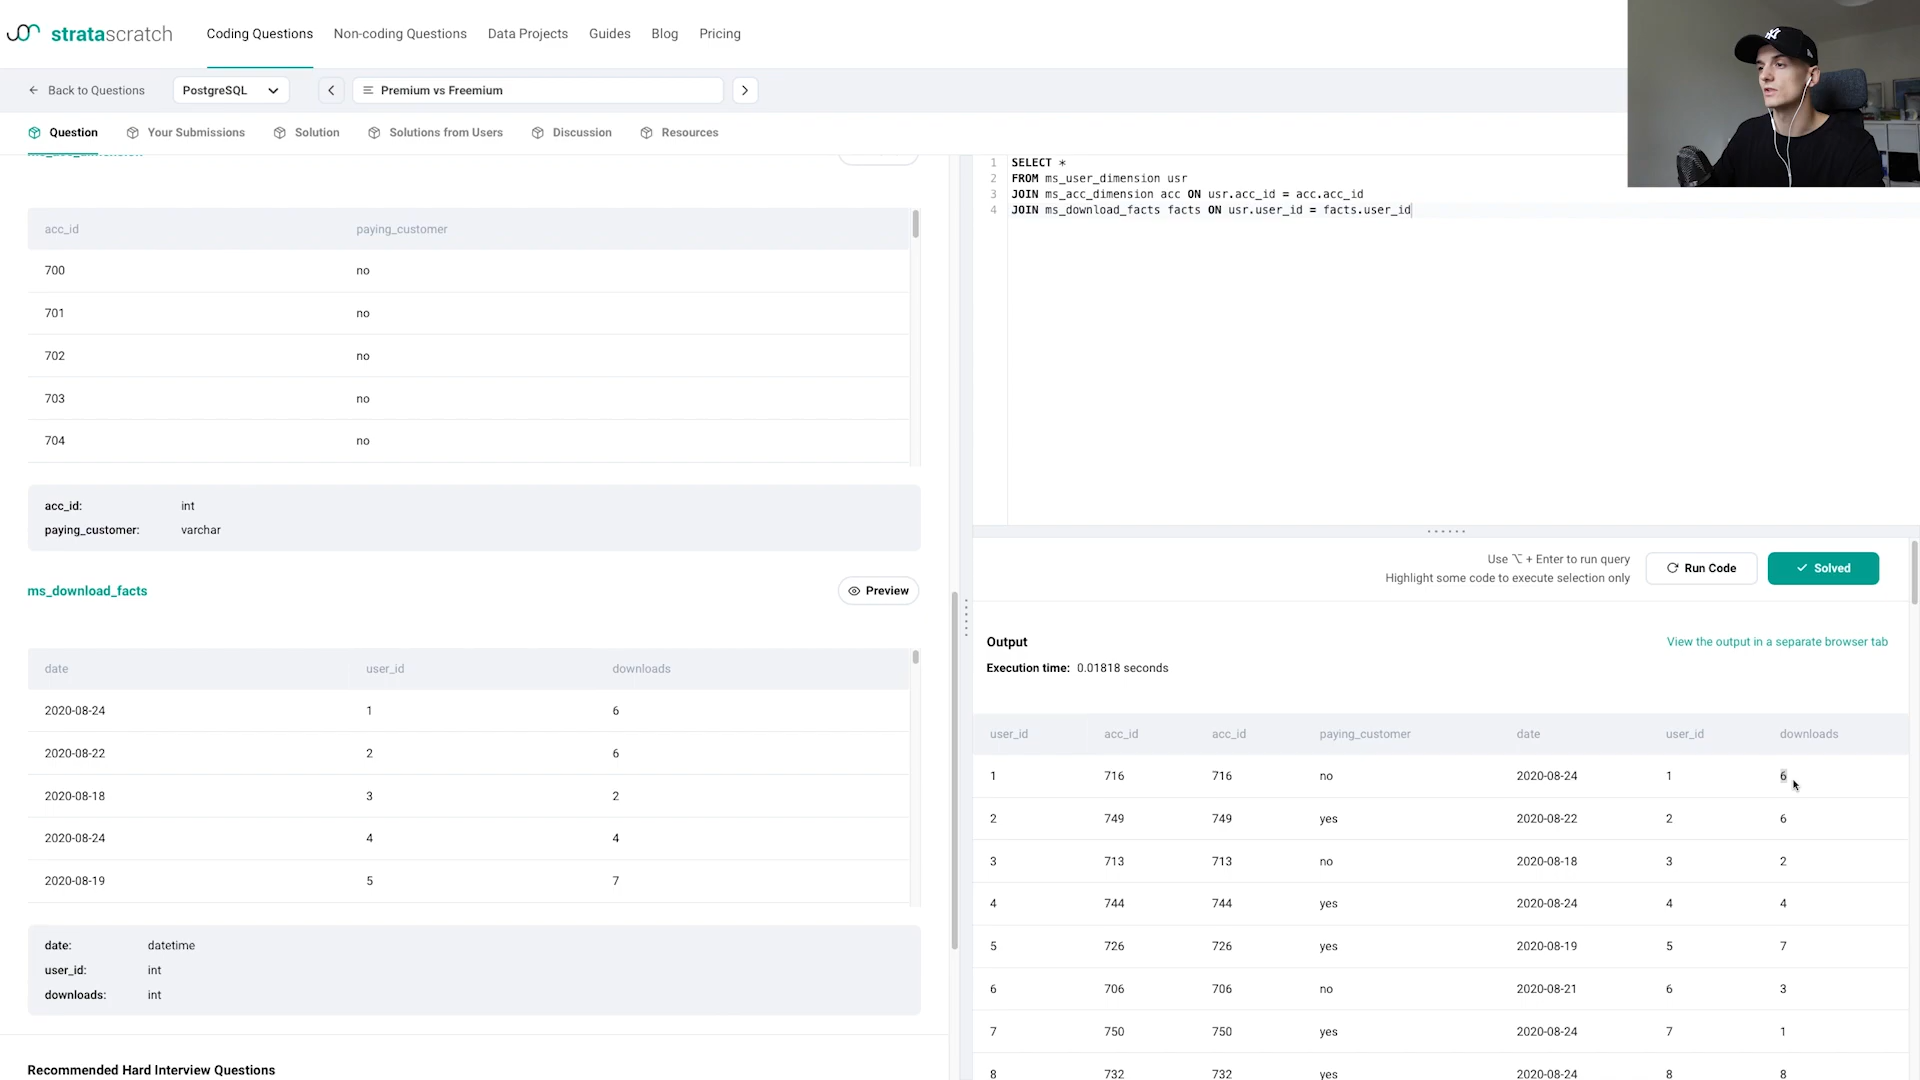 stratascratch
Coding Questions
Non-coding Questions
Data Projects
Guides
Blog
Pricing
Back to Questions
PostgreSQL
Premium vs Freemium
Question
Your Submissions
Solution
Solutions from Users
Discussion
Resources
acc_id paying_customer
700 no
701 no
702 no
703 no
704 no
acc_id: int
paying_customer: varchar
ms_download_facts
Preview
date user_id downloads
2020-08-24 1 6
2020-08-22 2 6
2020-08-18 3 2
2020-08-24 4 4
2020-08-19 5 7
date: datetime
user_id: int
downloads: int
Recommended Hard Interview Questions
1 SELECT *
2 FROM ms_user_dimension usr
3 JOIN ms_acc_dimension acc ON usr.acc_id = acc.acc_id
4 JOIN ms_download_facts facts ON usr.user_id = facts.user_id
Use ⌥ + Enter to run query
Highlight some code to execute selection only
Run Code
Solved
Output
View the output in a separate browser tab
Execution time: 0.01818 seconds
user_id acc_id acc_id paying_customer date user_id downloads
1 716 716 no 2020-08-24 1 6
2 749 749 yes 2020-08-22 2 6
3 713 713 no 2020-08-18 3 2
4 744 744 yes 2020-08-24 4 4
5 726 726 yes 2020-08-19 5 7
6 706 706 no 2020-08-21 6 3
7 750 750 yes 2020-08-24 7 1
8 732 732 yes 2020-08-24 8 8